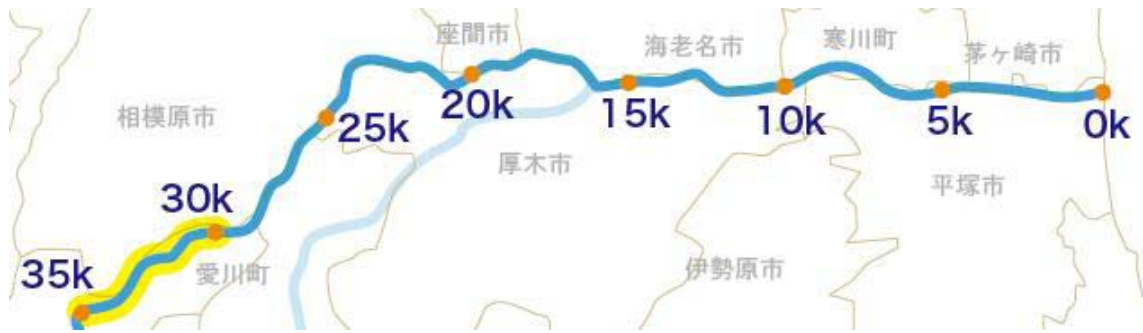 座間市
海老名市
寒川町
茅ヶ崎市
相模原市
25k
20k
15k
10k
5k
0k
厚木市
平塚市
30k
愛川町
伊勢原市
35k